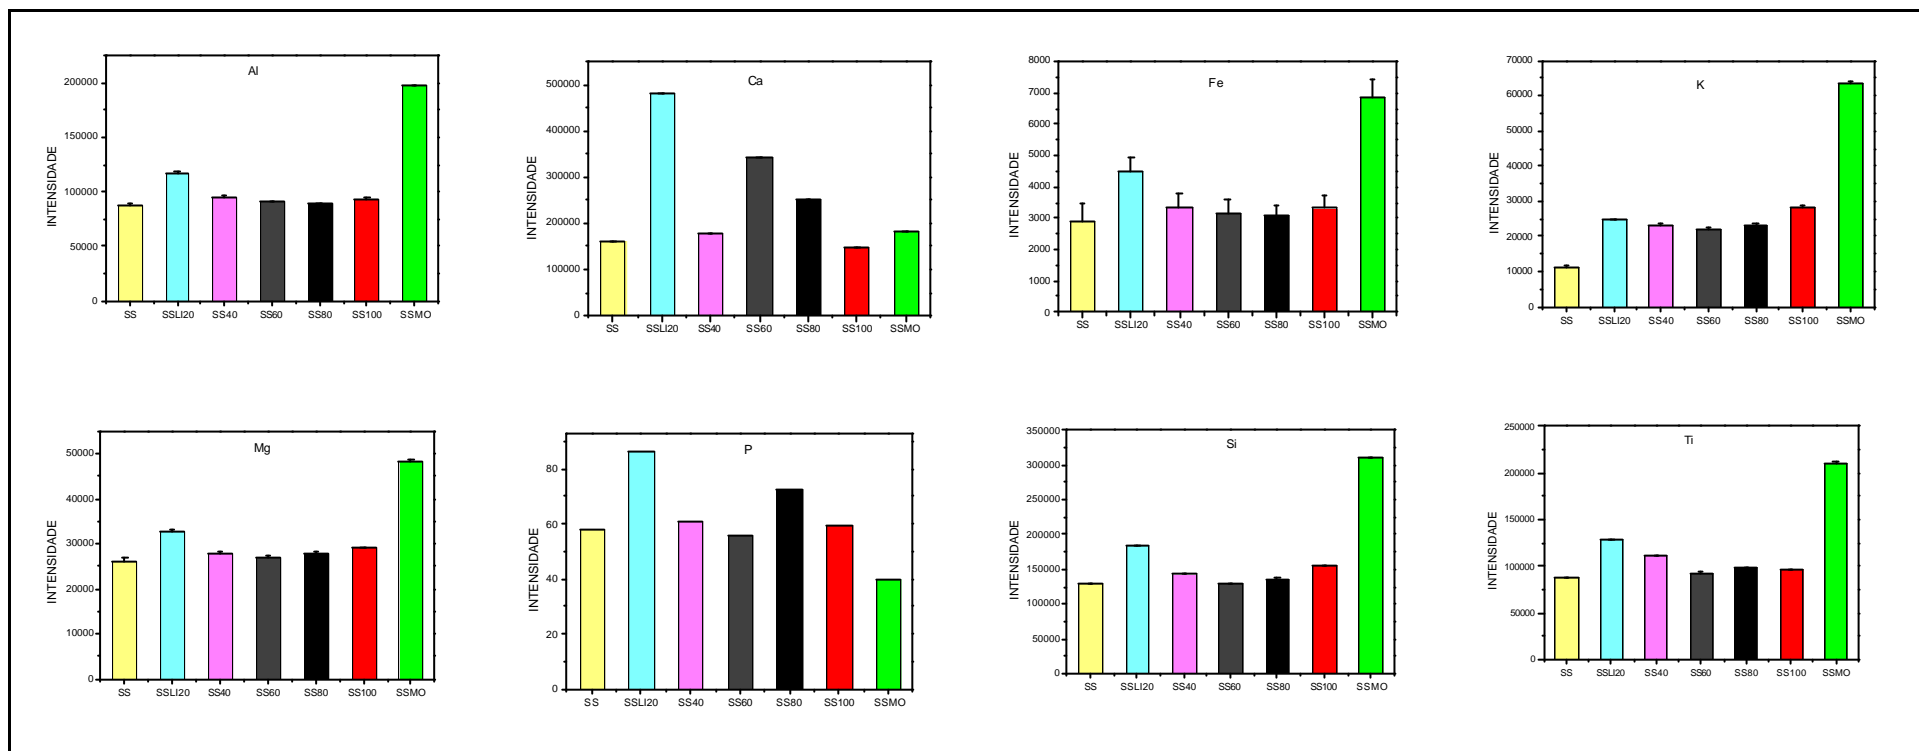 Al
INTENSIDADE
200000
150000
100000
50000
0
SS SSLI20 SS40 SS60 SS80 SS100 SSMO
Ca
INTENSIDADE
500000
400000
300000
200000
100000
0
SS SSLI20 SS40 SS60 SS80 SS100 SSMO
Fe
INTENSIDADE
8000
7000
6000
5000
4000
3000
2000
1000
0
SS SSLI20 SS40 SS60 SS80 SS100 SSMO
K
INTENSIDADE
70000
60000
50000
40000
30000
20000
10000
0
SS SSLI20 SS40 SS60 SS80 SS100 SSMO
Mg
INTENSIDADE
50000
40000
30000
20000
10000
0
SS SSLI20 SS40 SS60 SS80 SS100 SSMO
P
INTENSIDADE
80
60
40
20
0
SS SSLI20 SS40 SS60 SS80 SS100 SSMO
Si
INTENSIDADE
350000
300000
250000
200000
150000
100000
50000
0
SS SSLI20 SS40 SS60 SS80 SS100 SSMO
Ti
INTENSIDADE
250000
200000
150000
100000
50000
0
SS SSLI20 SS40 SS60 SS80 SS100 SSMO